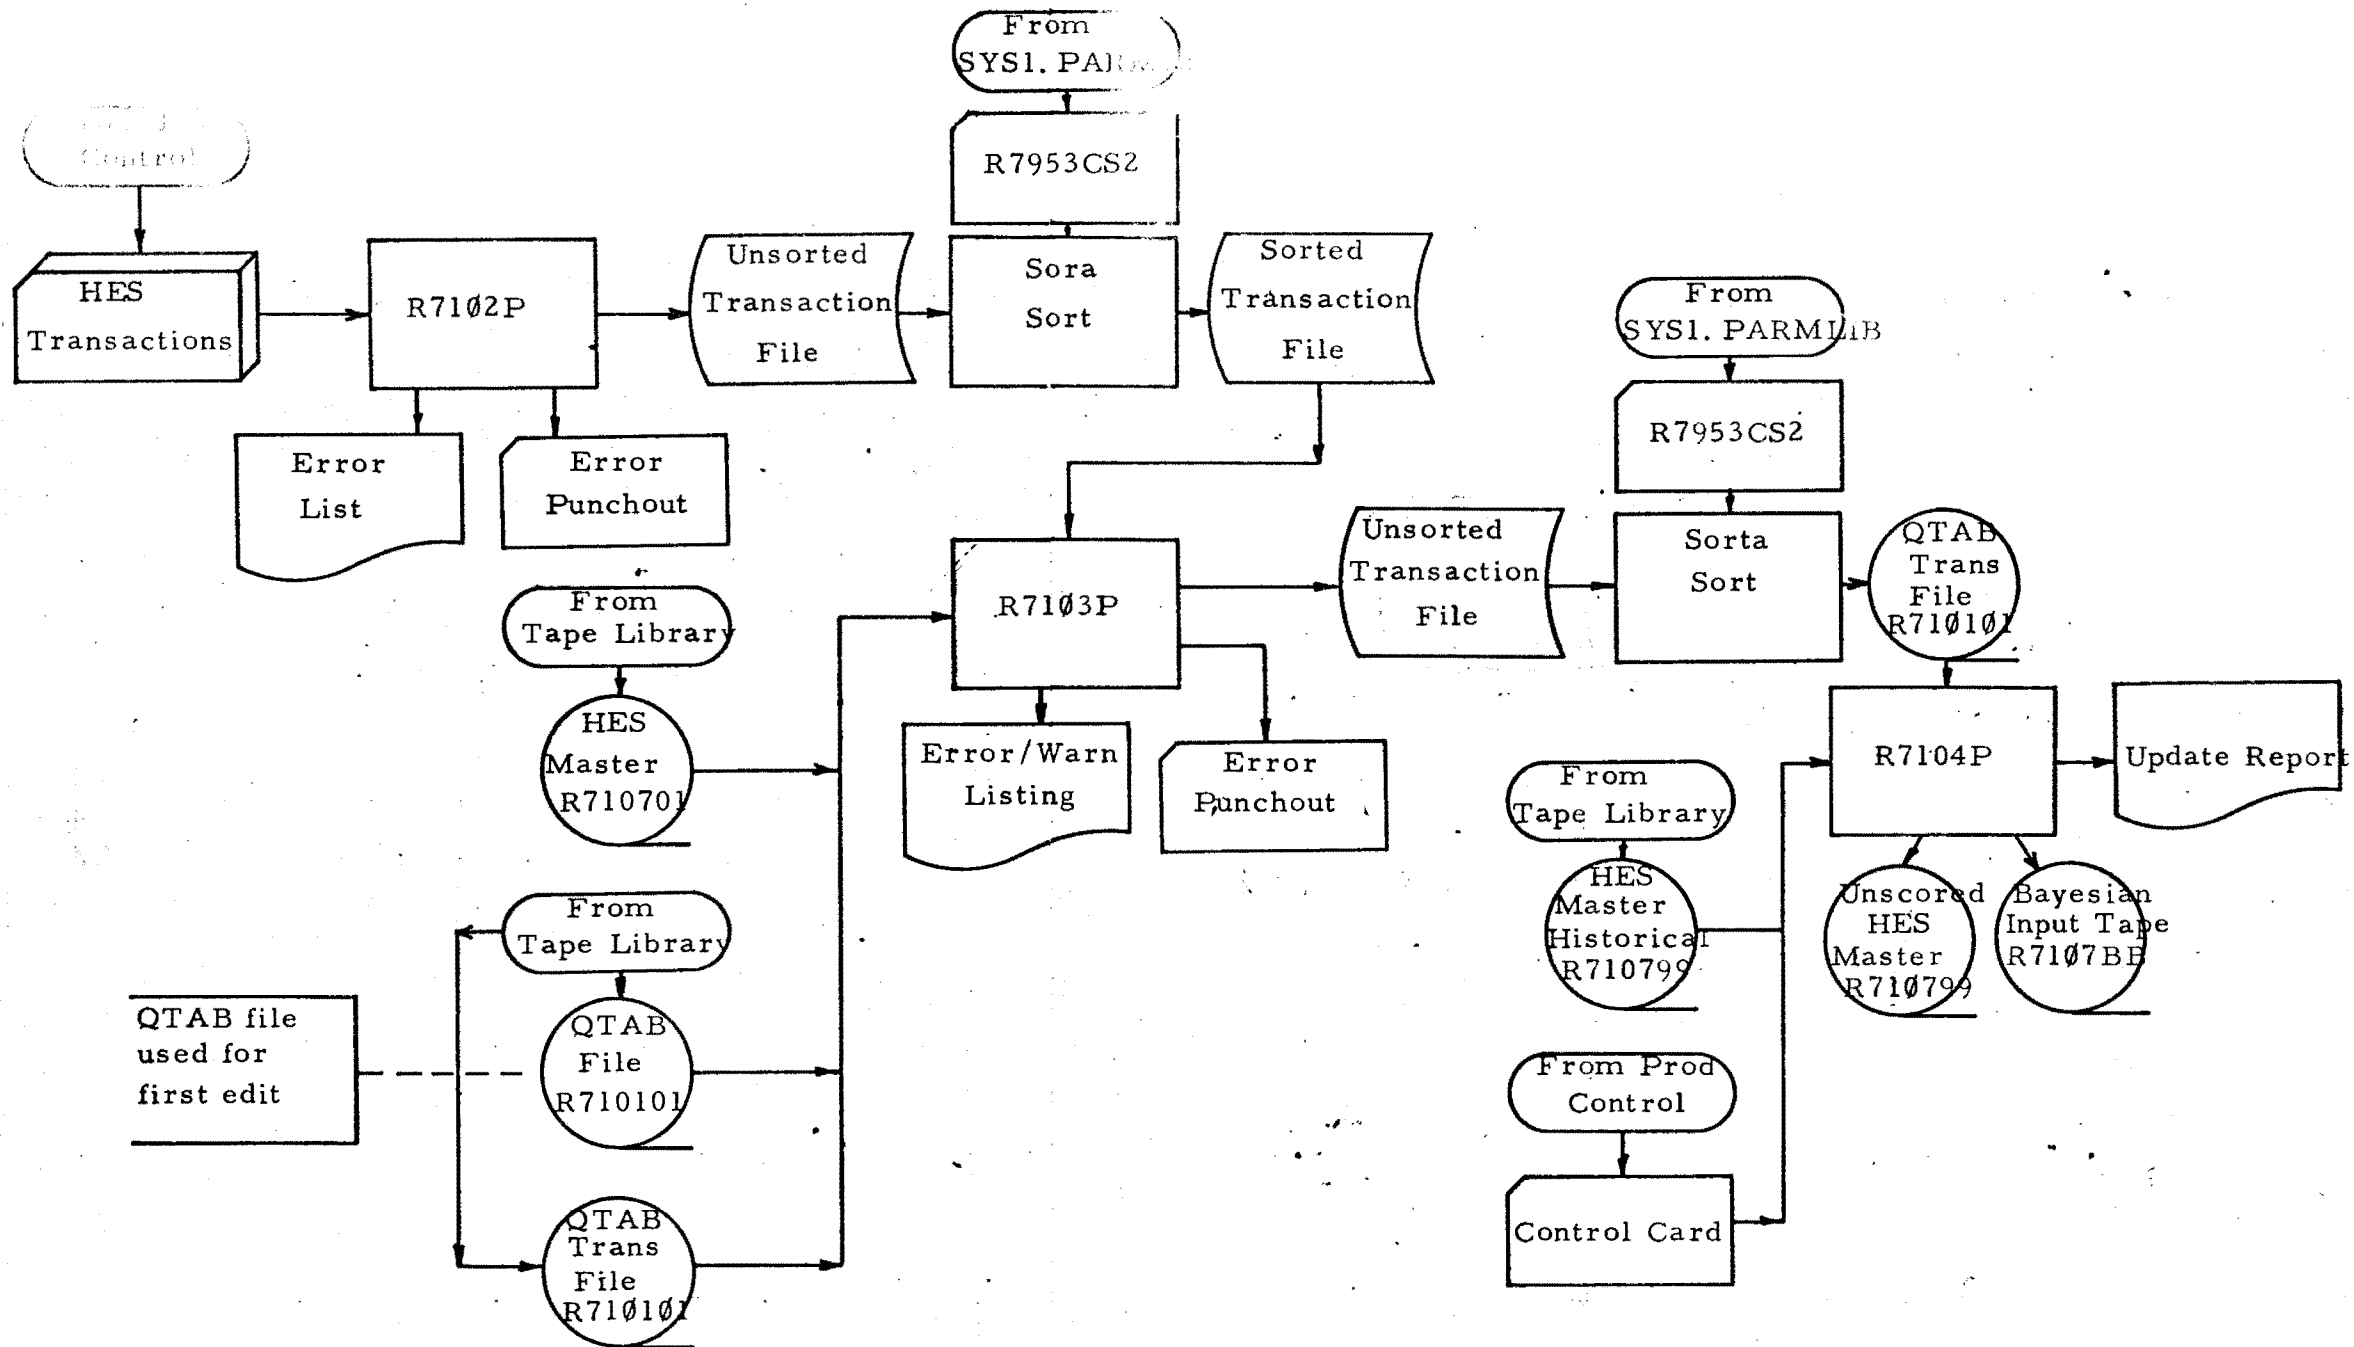 From
SYS1.
Control
R7953CS2
HES
Transactions
R71Ø2P
Unsorted
Transaction
File
Sora
Sort
Sorted
Transaction
File
Error
List
Error
Punchout
From
SYS1. PARMLIB
R7953CS2
From
Tape Library
HES
Master
R710701
R71Ø3P
Unsorted
Transaction
File
Sorta
Sort
QTAB
Trans
File
R71Ø1Ø1
Error/Warn
Listing
Error
Punchout
From
Tape Library
HES
Master
Historical
R710799
R7104P
Update Report
Unscored
HES
Master
R71Ø799
Bayesian
Input Tape
R71Ø7BB
From
Tape Library
QTAB file
used for
first edit
QTAB
File
R710101
QTAB
Trans
File
R71Ø1Ø1
From Prod
Control
Control Card